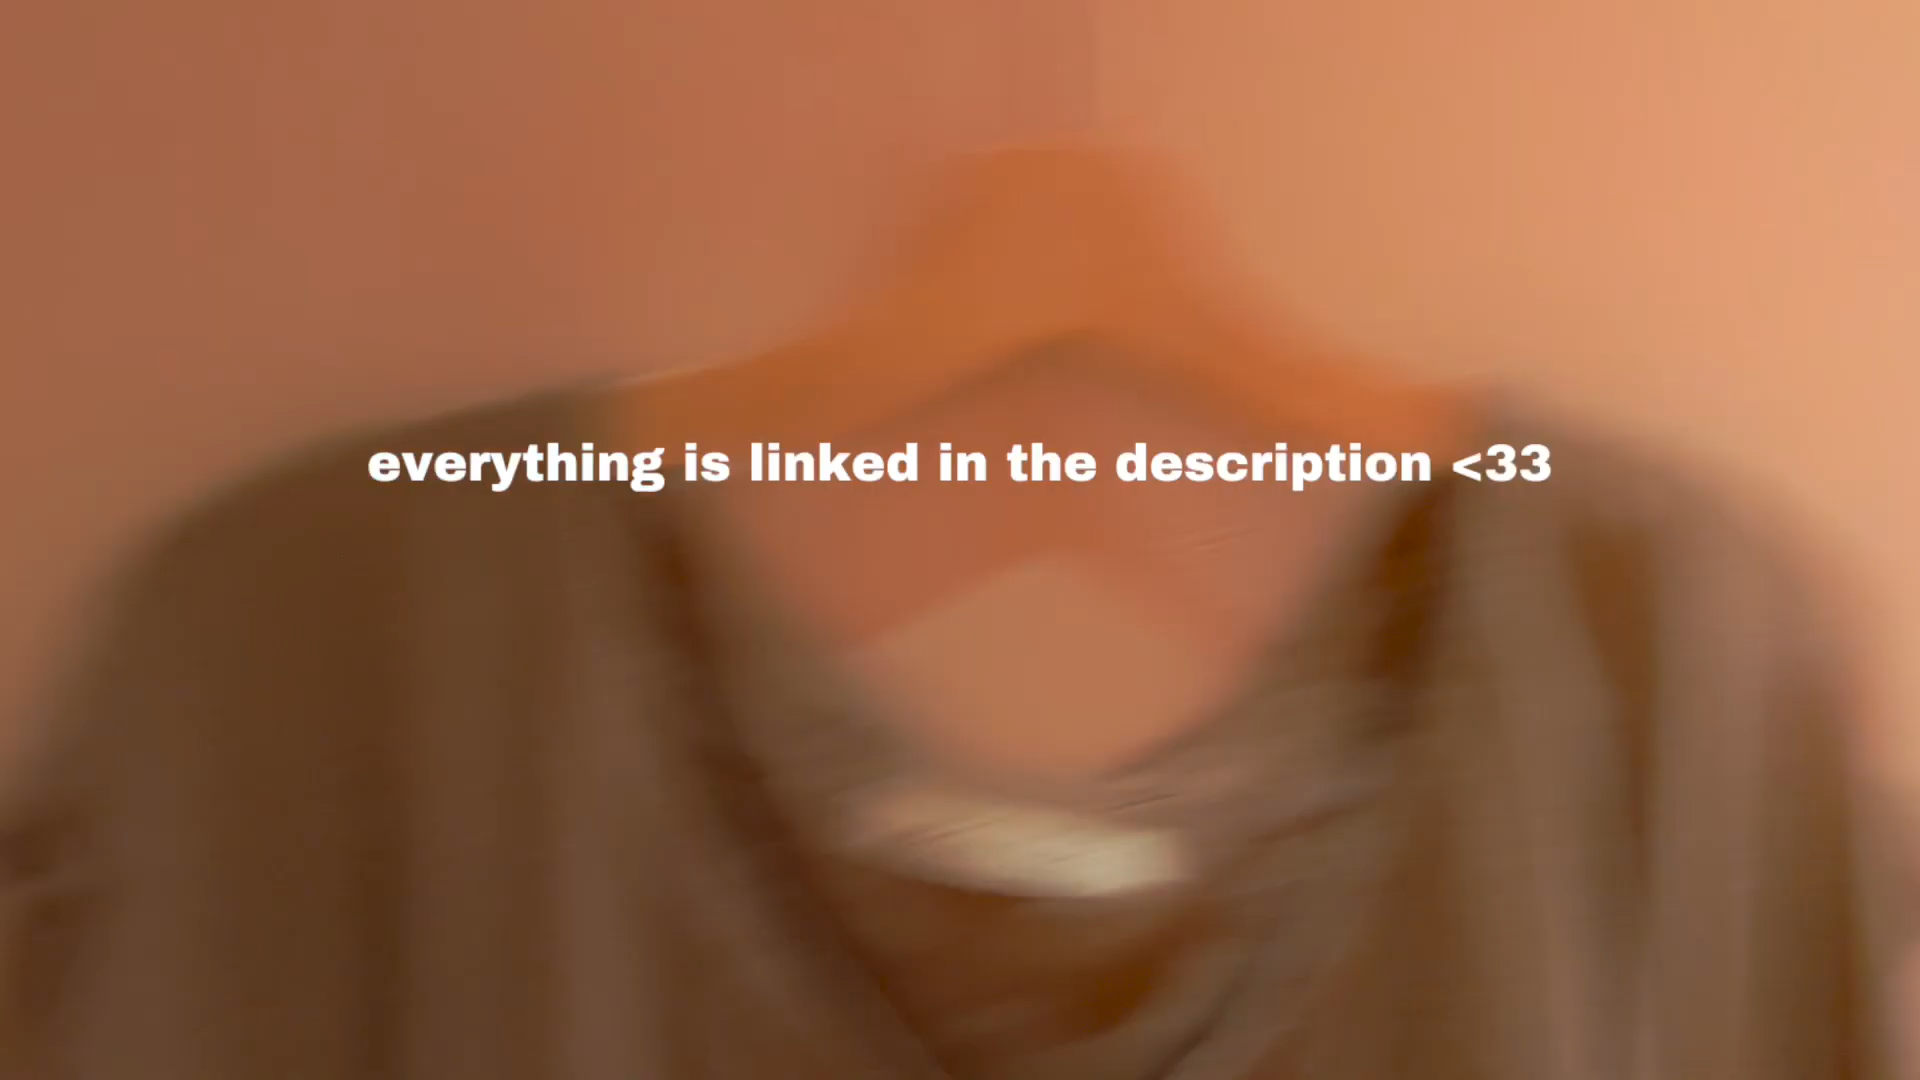 everything is linked in the description <33